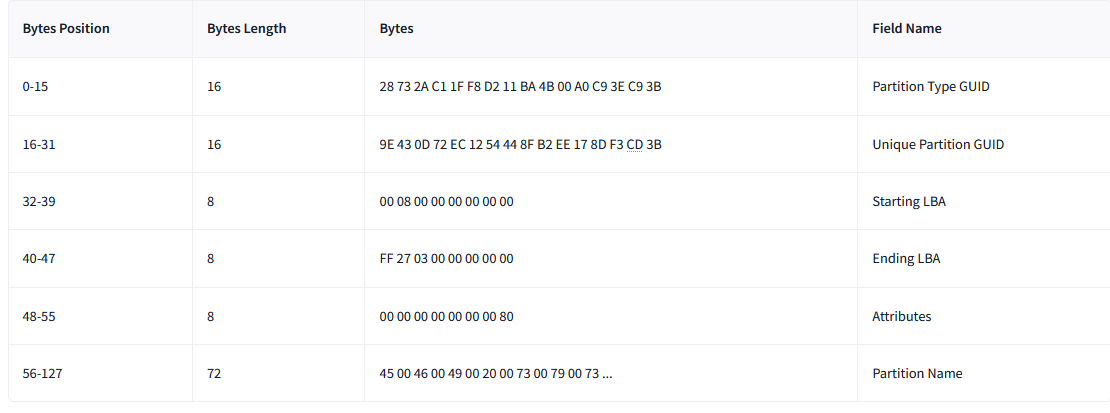 Bytes Position Bytes Length Bytes Field Name
0-15 16 28 73 2A C1 1F F8 D2 11 BA 4B 00 A0 C9 3E C9 3B Partition Type GUID
16-31 16 9E 43 0D 72 EC 12 54 44 8F B2 EE 17 8D F3 CD 3B Unique Partition GUID
32-39 8 00 08 00 00 00 00 00 00 Starting LBA
40-47 8 FF 27 03 00 00 00 00 00 Ending LBA
48-55 8 00 00 00 00 00 00 00 80 Attributes
56-127 72 45 00 46 00 49 00 20 00 73 00 79 00 73 ... Partition Name